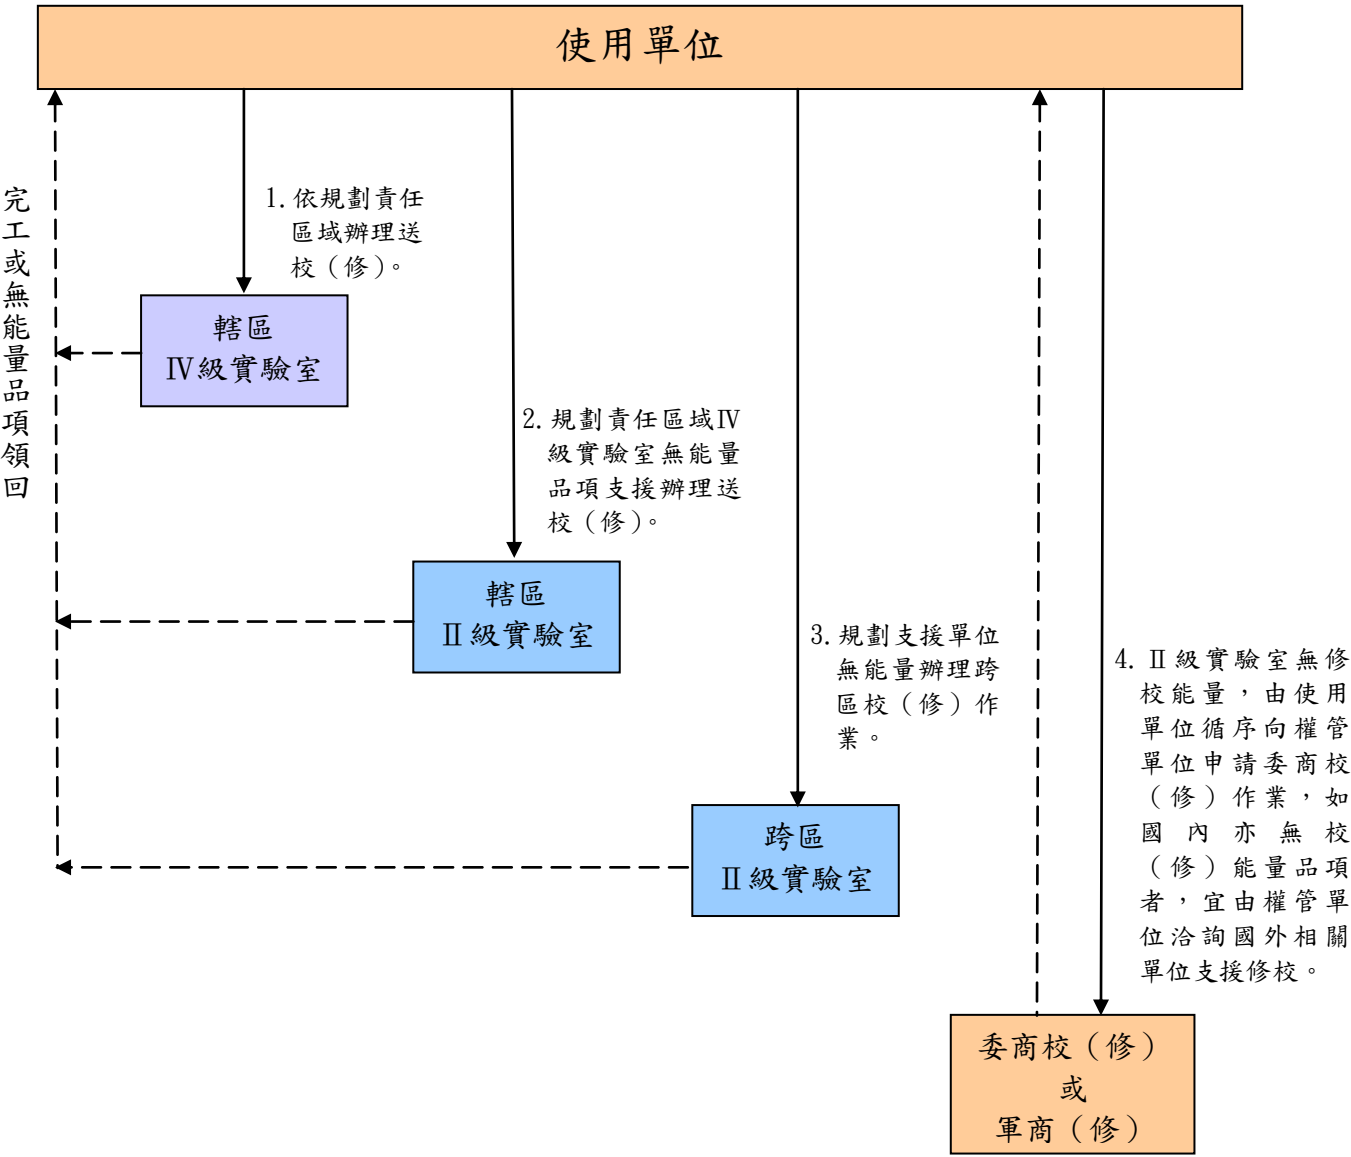 使用單位
完工或無能量品項領回
1.依規劃責任
區域辦理送
校（修）。
轄區
Ⅳ級實驗室
2.規劃責任區域Ⅳ
級實驗室無能量
品項支援辦理送
校（修）。
轄區
Ⅱ級實驗室
3.規劃支援單位
無能量辦理跨
區校（修）作
業。
跨區
Ⅱ級實驗室
4.Ⅱ級實驗室無修
校能量，由使用
單位循序向權管
單位申請委商校
（修）作業，如
國內亦無校
（修）能量品項
者，宜由權管單
位洽詢國外相關
單位支援修校。
委商校（修）
或
軍商（修）